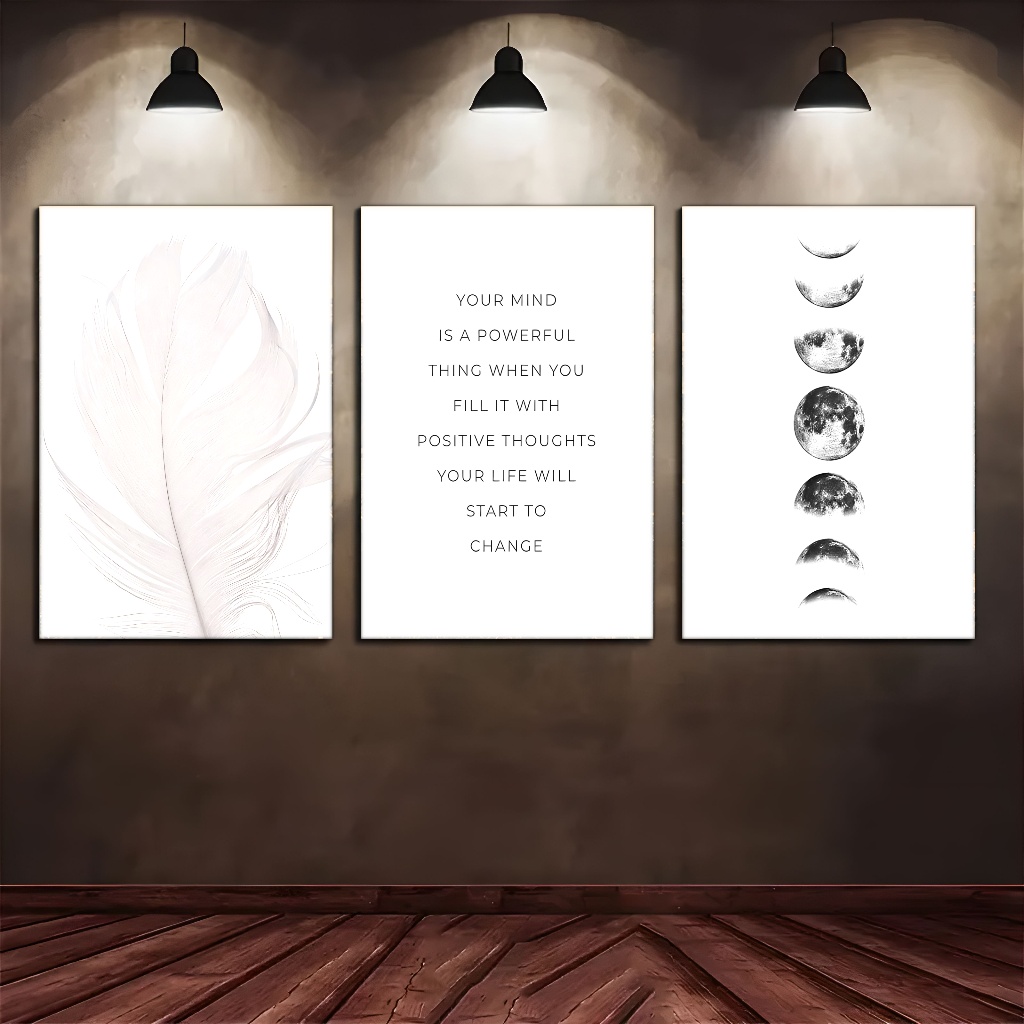 YOUR MIND
IS A POWERFUL
THING WHEN YOU
FILL IT WITH
POSITIVE THOUGHTS
YOUR LIFE WILL
START TO
CHANGE